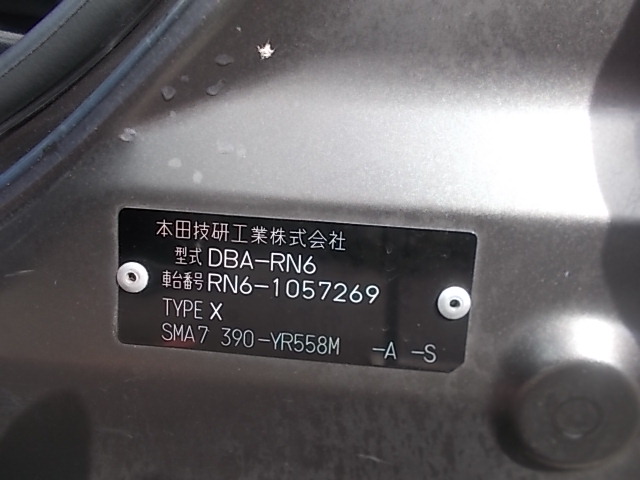 本田技研工業株式会社
型式 DBA-RN6
車台番号 RN6-1057269
TYPE X
SMA7 390-YR558M -A -S